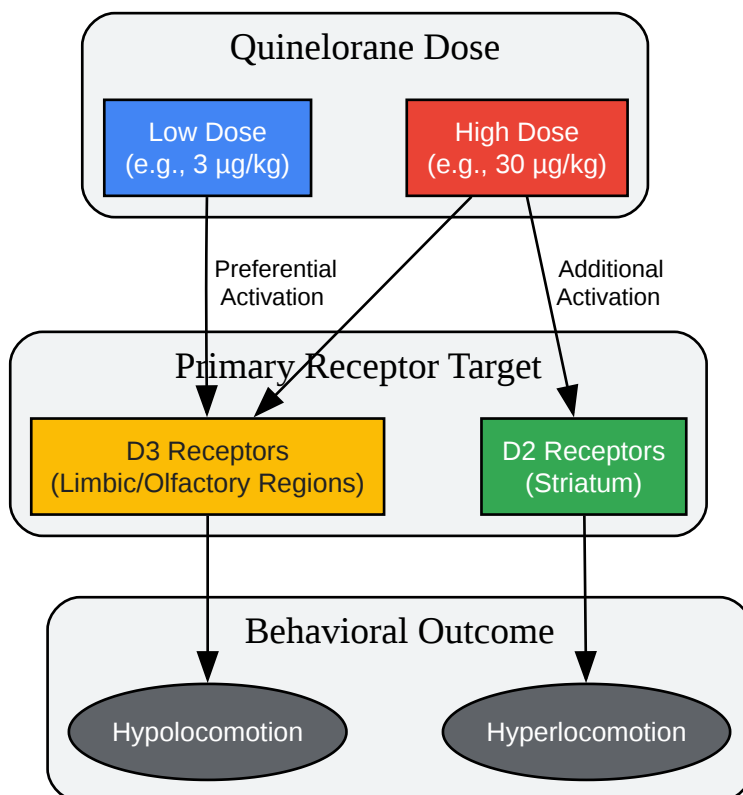 Quinelorane Dose
Low Dose
(e.g., 3 µg/kg)
High Dose
(e.g., 30 µg/kg)
Preferential
Activation
Additional
Activation
Primary Receptor Target
D3 Receptors
(Limbic/Olfactory Regions)
D2 Receptors
(Striatum)
Behavioral Outcome
Hypolocomotion
Hyperlocomotion